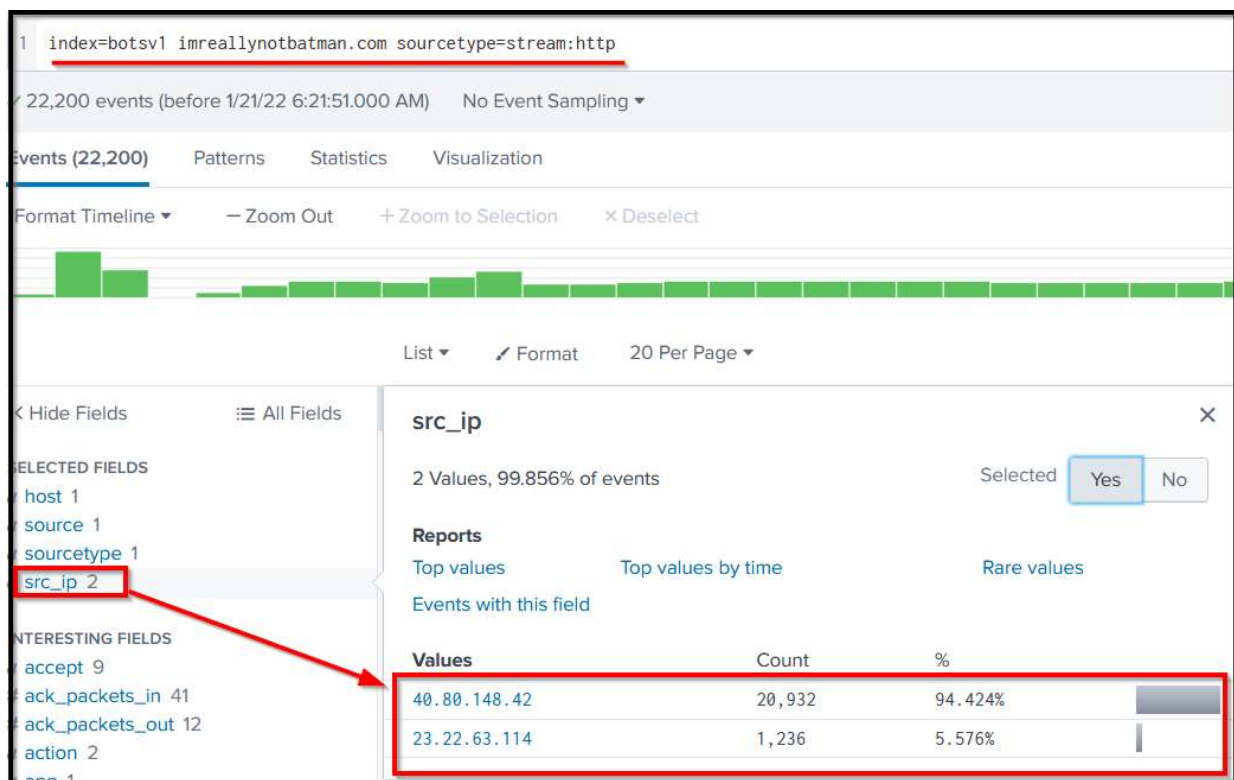 1 index=botsv1 imreallynotbatman.com sourcetype=stream:http
22,200 events (before 1/21/22 6:21:51.000 AM) No Event Sampling
Events (22,200) Patterns Statistics Visualization
Format Timeline — Zoom Out + Zoom to Selection × Deselect
List Format 20 Per Page
< Hide Fields All Fields
SELECTED FIELDS
host 1
source 1
sourcetype 1
src_ip 2
INTERESTING FIELDS
accept 9
# ack_packets_in 41
# ack_packets_out 12
action 2
src_ip ×
2 Values, 99.856% of events Selected Yes No
Reports
Top values Top values by time Rare values
Events with this field
Values Count %
40.80.148.42 20,932 94.424%
23.22.63.114 1,236 5.576%